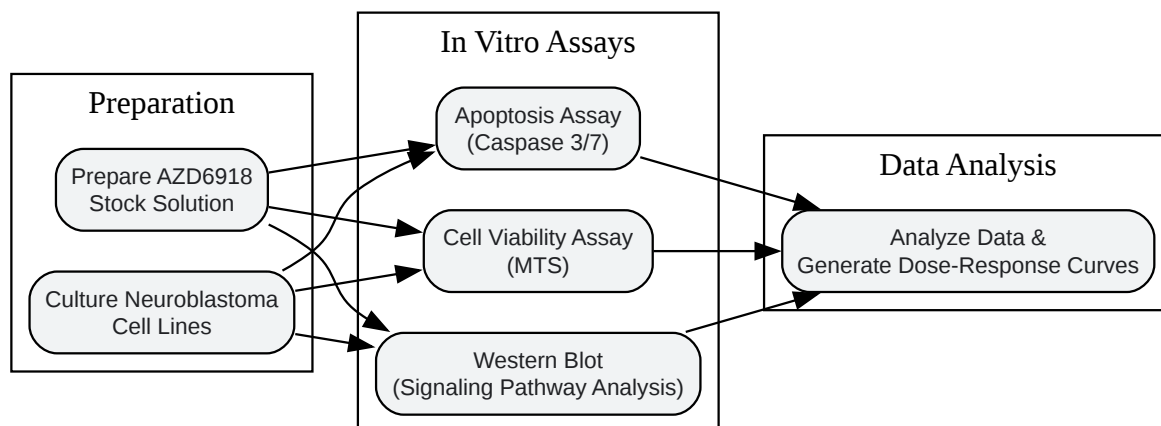 Preparation
Prepare AZD6918
Stock Solution
Culture Neuroblastoma
Cell Lines
In Vitro Assays
Apoptosis Assay
(Caspase 3/7)
Cell Viability Assay
(MTS)
Western Blot
(Signaling Pathway Analysis)
Data Analysis
Analyze Data &
Generate Dose-Response Curves